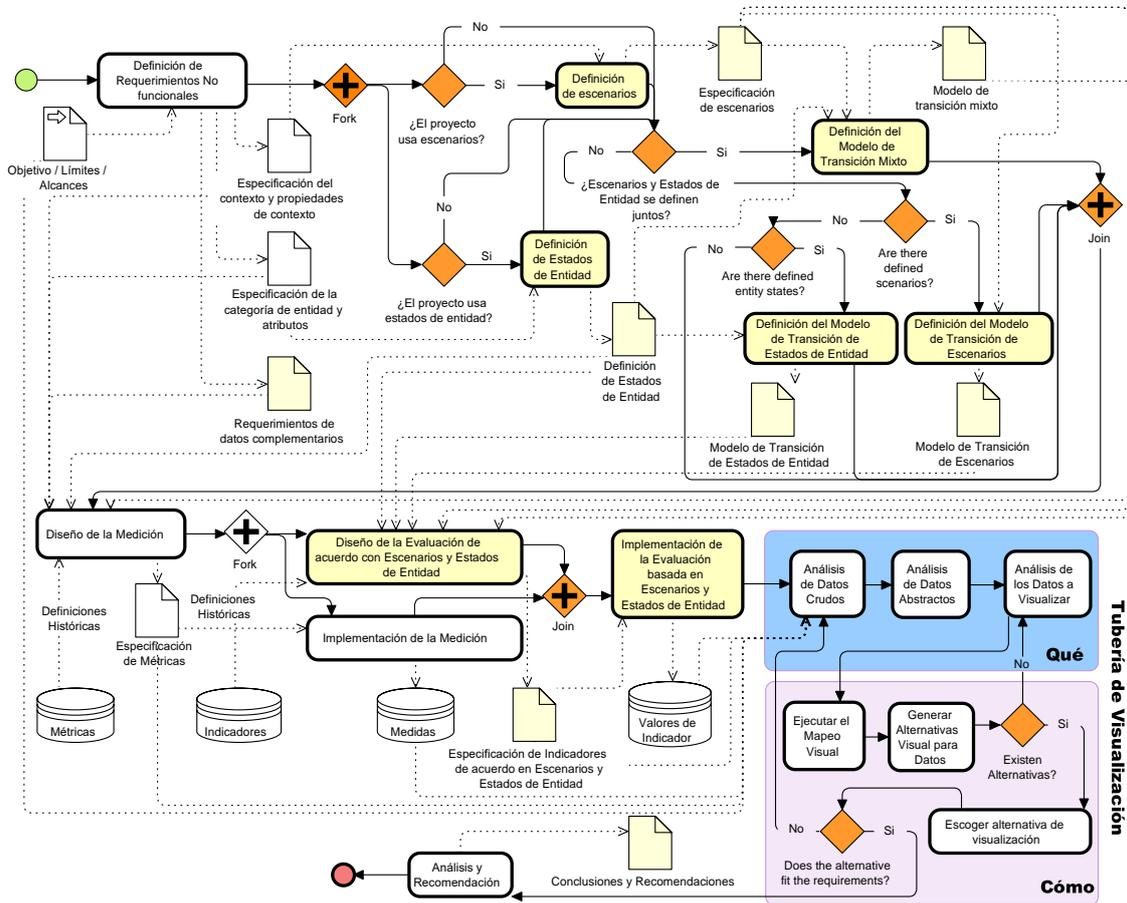 No
Definición de
Requerimientos No
funcionales
Fork
Si
¿El proyecto
usa escenarios?
Definición
de escenarios
Especificación
de escenarios
Modelo de
transición mixto
Objetivo / Límites /
Alcances
Especificación del
contexto y propiedades
de contexto
No
Si
¿Escenarios y Estados de
Entidad se definen
juntos?
Definición del
Modelo de
Transición Mixto
Join
No
Si
¿El proyecto usa
estados de entidad?
Definición
de Estados
de Entidad
No
Si
Are there
defined
scenarios?
No
Si
Are there defined
entity states?
Especificación de la
categoría de entidad y
atributos
Definición
de Estados
de Entidad
Definición del Modelo
de Transición de
Estados de Entidad
Definición del Modelo
de Transición de
Escenarios
Requerimientos de
datos complementarios
Modelo de Transición
de Estados de Entidad
Modelo de Transición
de Escenarios
Diseño de la Medición
Fork
Diseño de la Evaluación de
acuerdo con Escenarios y Estados
de Entidad
Implementación de
la Evaluación
basada en
Escenarios y
Estados de Entidad
Análisis
de Datos
Crudos
Análisis
de Datos
Abstractos
Análisis de
los Datos a
Visualizar
Qué
Definiciones
Históricas
Definiciones
Históricas
Especificación
de Métricas
Implementación de la Medición
Join
Métricas
Indicadores
Medidas
Especificación de Indicadores
de acuerdo en Escenarios y
Estados de Entidad
Valores de
Indicador
No
Ejecutar el
Mapeo
Visual
Generar
Alternativas
Visual para
Datos
Si
Existen
Alternativas?
Escoger alternativa de
visualización
No
Si
Does the alternative
fit the requirements?
Cómo
Tubería de Visualización
Análisis y
Recomendación
Conclusiones y Recomendaciones